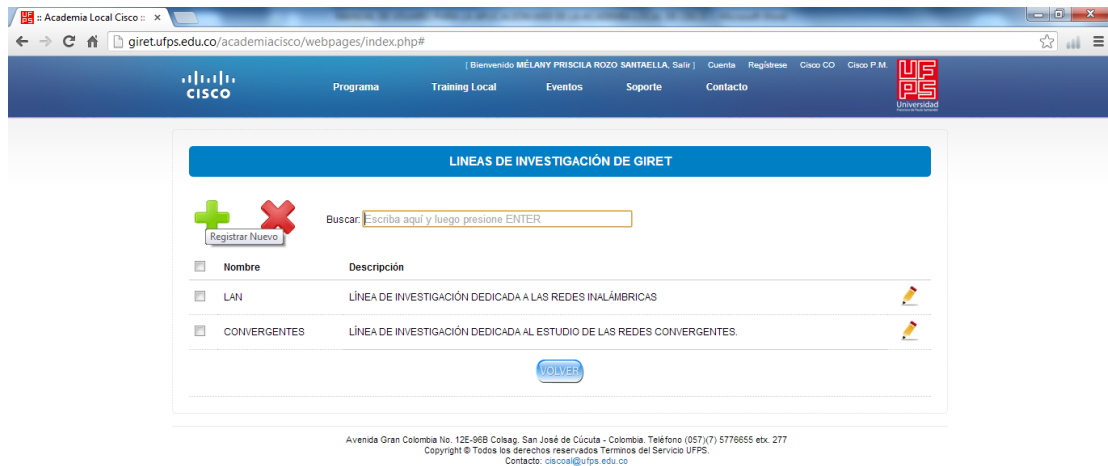 :: Academia Local Cisco ::
giret.ufps.edu.co/academiacisco/webpages/index.php#
[ Bienvenido MÉLANY PRISCILA ROZO SANTAELLA, Salir ] Cuenta Regístrese Cisco CO Cisco P.M.
CISCO
Programa Training Local Eventos Soporte Contacto
UFPS
Universidad
LINEAS DE INVESTIGACIÓN DE GIRET
Buscar: Escriba aquí y luego presione ENTER
Registrar Nuevo
Nombre Descripción
LAN LÍNEA DE INVESTIGACIÓN DEDICADA A LAS REDES INALÁMBRICAS
CONVERGENTES LÍNEA DE INVESTIGACIÓN DEDICADA AL ESTUDIO DE LAS REDES CONVERGENTES.
VOLVER
Avenida Gran Colombia No. 12E-96B Colsag. San José de Cúcuta - Colombia. Teléfono (057)(7) 5776655 etx. 277
Copyright © Todos los derechos reservados Terminos del Servicio UFPS.
Contacto: ciscoal@ufps.edu.co